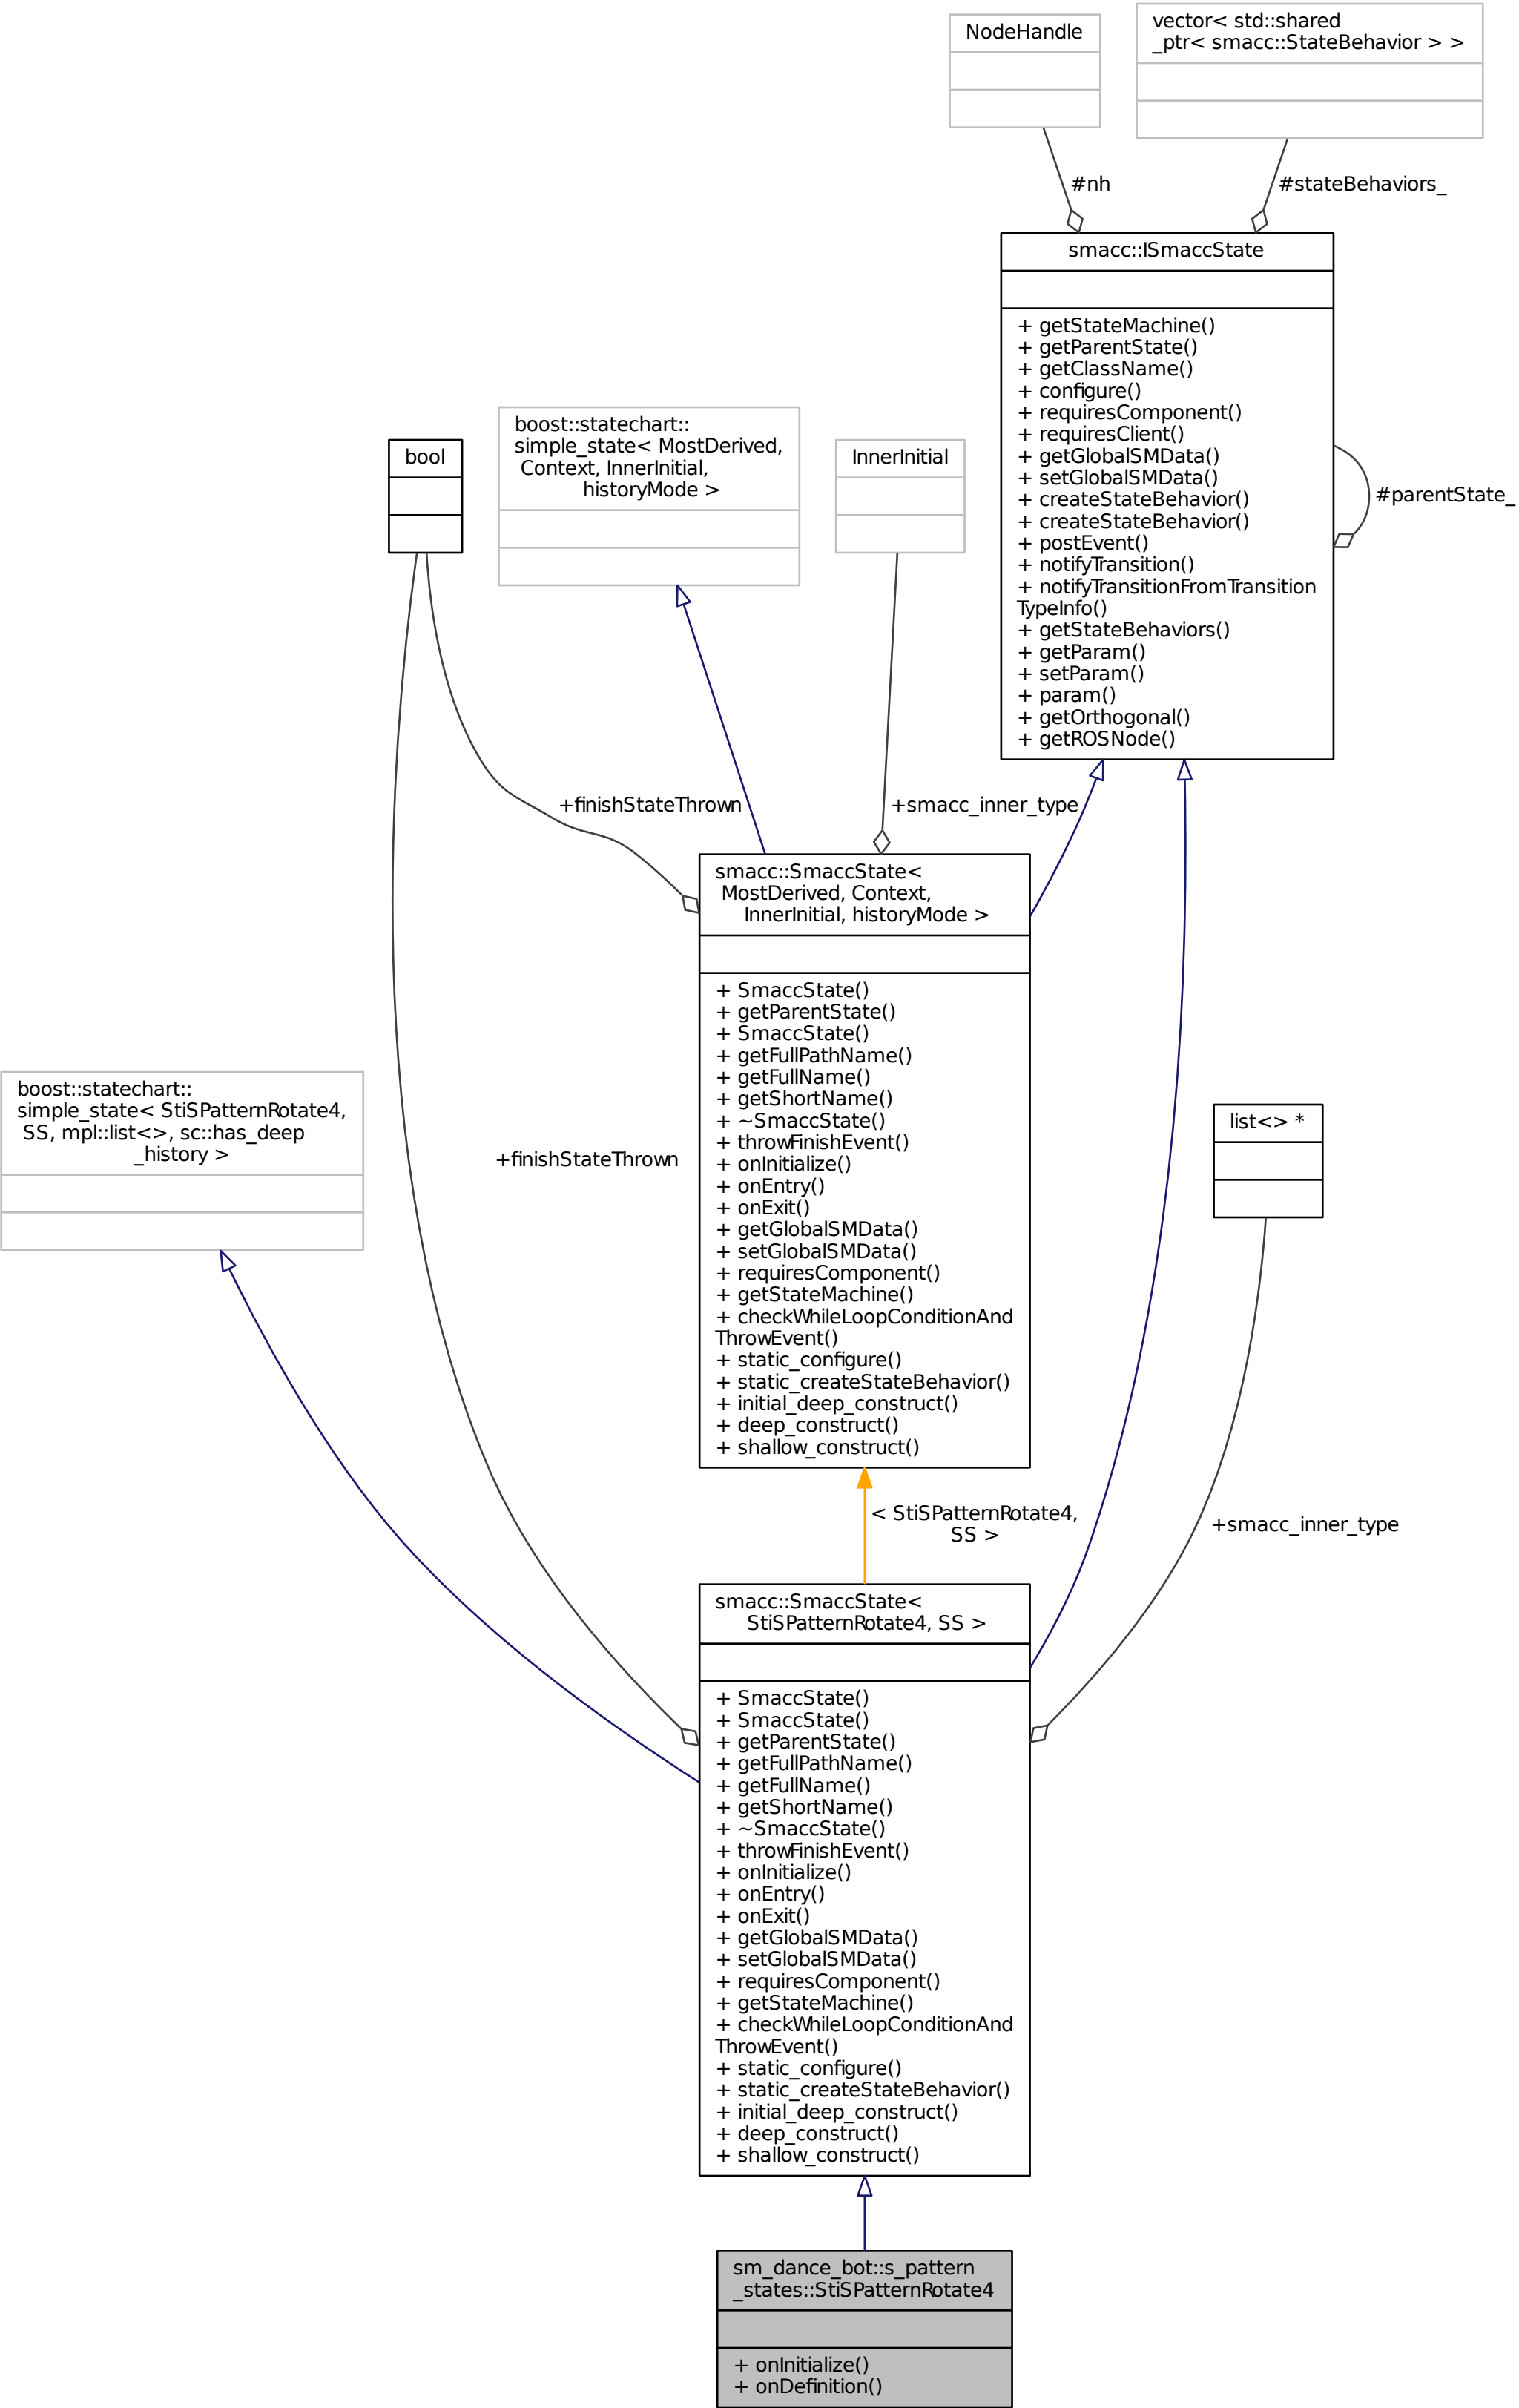 NodeHandle
vector< std::shared
_ptr< smacc::StateBehavior > >
#nh
#stateBehaviors_
smacc::ISmaccState
+ getStateMachine()
+ getParentState()
+ getClassName()
+ configure()
+ requiresComponent()
+ requiresClient()
+ getGlobalSMData()
+ setGlobalSMData()
+ createStateBehavior()
+ createStateBehavior()
+ postEvent()
+ notifyTransition()
+ notifyTransitionFromTransition
TypeInfo()
+ getStateBehaviors()
+ getParam()
+ setParam()
+ param()
+ getOrthogonal()
+ getROSNode()
#parentState_
bool
boost::statechart::
simple_state< MostDerived,
Context, InnerInitial,
historyMode >
InnerInitial
+finishStateThrown
+smacc_inner_type
smacc::SmaccState<
MostDerived, Context,
InnerInitial, historyMode >
+ SmaccState()
+ getParentState()
+ SmaccState()
+ getFullPathName()
+ getFullName()
+ getShortName()
+ ~SmaccState()
+ throwFinishEvent()
+ onInitialize()
+ onEntry()
+ onExit()
+ getGlobalSMData()
+ setGlobalSMData()
+ requiresComponent()
+ getStateMachine()
+ checkWhileLoopConditionAnd
ThrowEvent()
+ static_configure()
+ static_createStateBehavior()
+ initial_deep_construct()
+ deep_construct()
+ shallow_construct()
boost::statechart::
simple_state< StiSPatternRotate4,
SS, mpl::list<>, sc::has_deep
_history >
+finishStateThrown
list<> *
< StiSPatternRotate4,
SS >
+smacc_inner_type
smacc::SmaccState<
StiSPatternRotate4, SS >
+ SmaccState()
+ SmaccState()
+ getParentState()
+ getFullPathName()
+ getFullName()
+ getShortName()
+ ~SmaccState()
+ throwFinishEvent()
+ onInitialize()
+ onEntry()
+ onExit()
+ getGlobalSMData()
+ setGlobalSMData()
+ requiresComponent()
+ getStateMachine()
+ checkWhileLoopConditionAnd
ThrowEvent()
+ static_configure()
+ static_createStateBehavior()
+ initial_deep_construct()
+ deep_construct()
+ shallow_construct()
sm_dance_bot::s_pattern
_states::StiSPatternRotate4
+ onInitialize()
+ onDefinition()